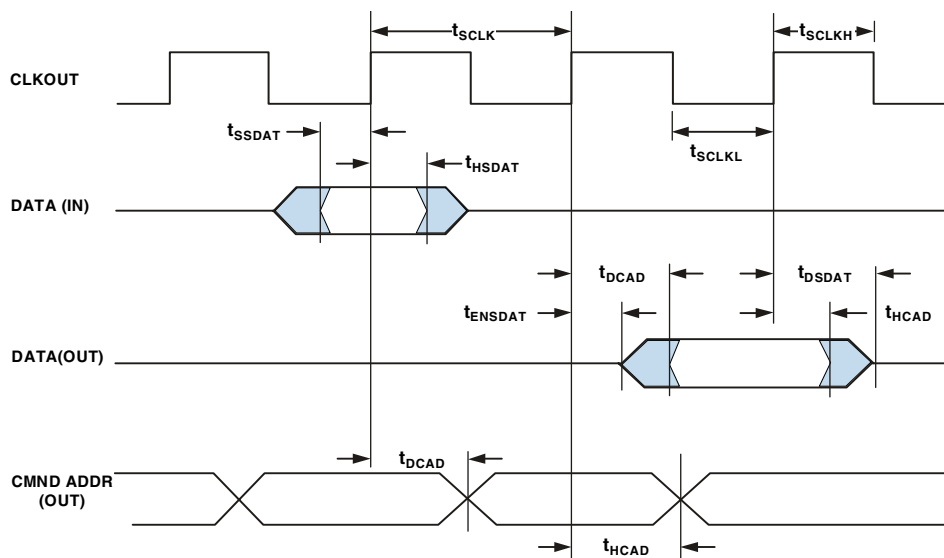 tSCLK
tSCLKH
CLKOUT
tSSDAT
tSCLKL
tHSDAT
DATA (IN)
tDCAD
tDSDAT
tENSDAT
tHCAD
DATA(OUT)
tDCAD
CMND ADDR
(OUT)
tHCAD